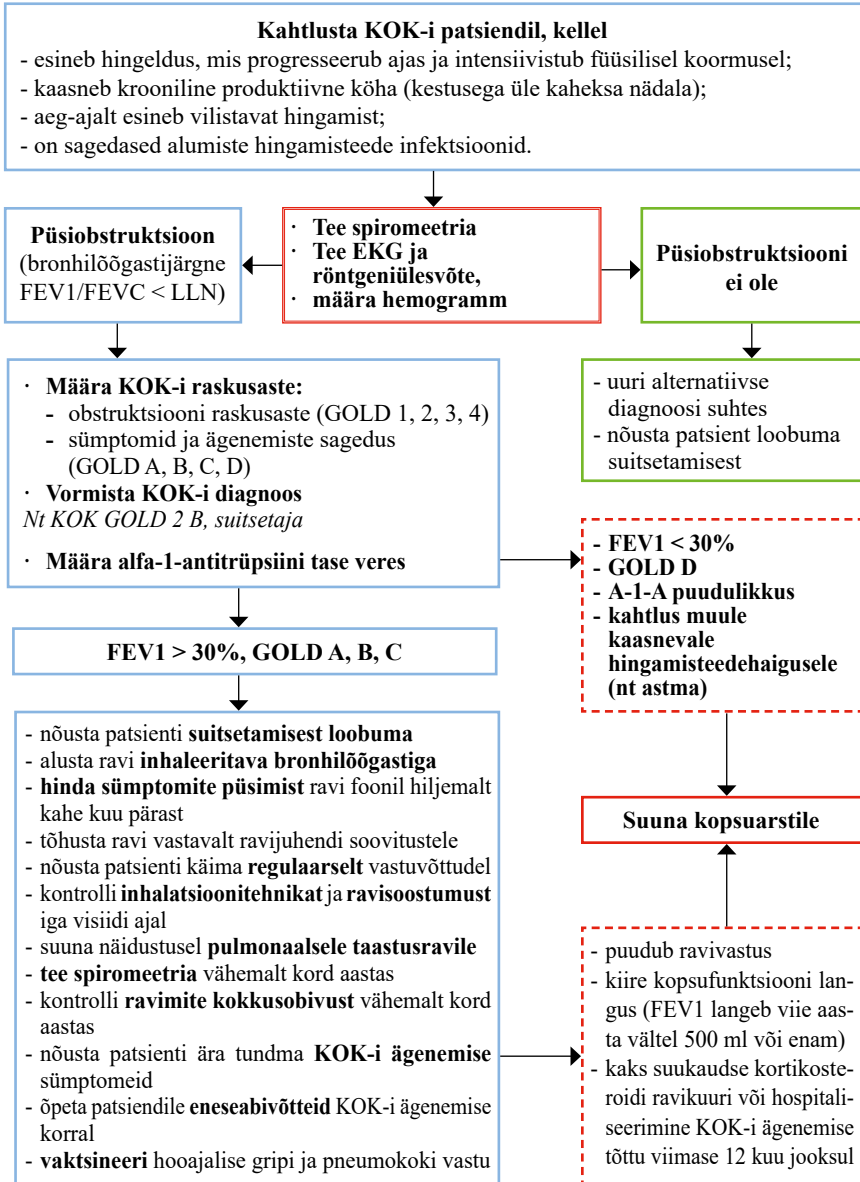 Kahtlusta KOK-i patsiendil, kellel
- esineb hingeldus, mis progresseerub ajas ja intensiivistub füüsilisel koormusel;
- kaasneb krooniline produktiivne köha (kestusega üle kaheksa nädala);
- aeg-ajalt esineb vilistavat hingamist;
- on sagedased alumiste hingamisteede infektsioonid.
Püsiobstruktsioon
(bronhilõõgastijärgne
FEV1/FEVC < LLN)
· Tee spiromeetria
· Tee EKG ja
röntgeniülesvõte,
· määra hemogramm
Püsiobstruktsiooni
ei ole
· Määra KOK-i raskusaste:
- obstruktsiooni raskusaste (GOLD 1, 2, 3, 4)
- sümptomid ja ägenemiste sagedus
(GOLD A, B, C, D)
· Vormista KOK-i diagnoos
Nt KOK GOLD 2 B, suitsetaja
· Määra alfa-1-antitrüpsiini tase veres
- uuri alternatiivse
diagnoosi suhtes
- nõusta patsient loobuma
suitsetamisest
- FEV1 < 30%
- GOLD D
- A-1-A puudulikkus
- kahtlus muule
kaasnevale
hingamisteedehaigusele
(nt astma)
FEV1 > 30%, GOLD A, B, C
- nõusta patsienti suitsetamisest loobuma
- alusta ravi inhaleeritava bronhilõõgastiga
- hinda sümptomite püsimist ravi foonil hiljemalt
kahe kuu pärast
- tõhusta ravi vastavalt ravijuhendi soovitustele
- nõusta patsienti käima regulaarselt vastuvõttudel
- kontrolli inhalatsioonitehnikat ja ravisoostumust
iga visiidi ajal
- suuna näidustusel pulmonaalsele taastusravile
- tee spiromeetria vähemalt kord aastas
- kontrolli ravimite kokkusobivust vähemalt kord
aastas
- nõusta patsienti ära tundma KOK-i ägenemise
sümptomeid
- õpeta patsiendile eneseabivõtteid KOK-i ägenemise
korral
- vaktsineeri hooajalise gripi ja pneumokoki vastu
Suuna kopsuarstile
- puudub ravivastus
- kiire kopsufunktsiooni lan-
gus (FEV1 langeb viie aas-
ta vältel 500 ml või enam)
- kaks suukaudse kortikoste-
roidi ravikuuri või hospitali-
seerimine KOK-i ägenemise
tõttu viimase 12 kuu jooksul